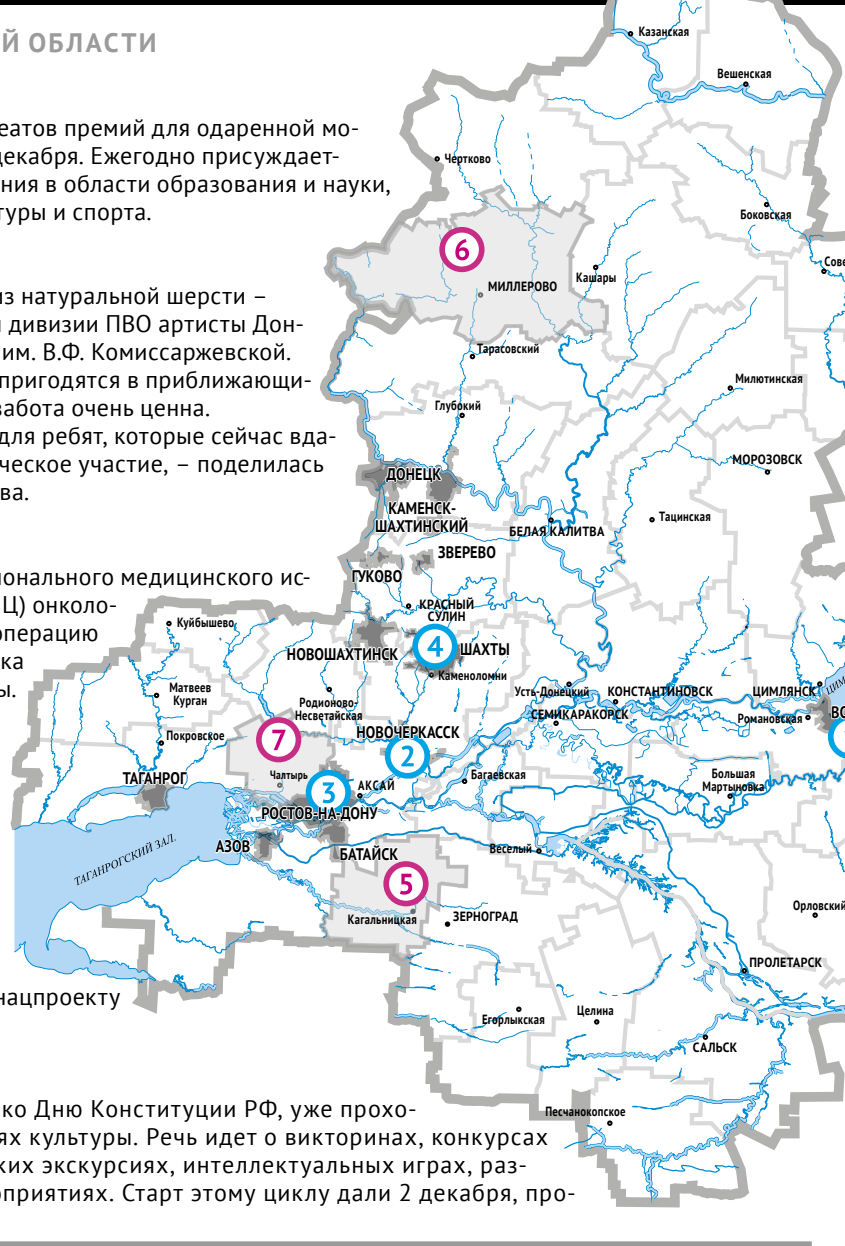 Й ОБЛАСТИ
еатов премий для одаренной мо-
декабря. Ежегодно присуждает-
ния в области образования и науки,
туры и спорта.
из натуральной шерсти –
дивизии ПВО артисты Дон-
им. В.Ф. Комиссаржевской.
пригодятся в приближающи-
забота очень ценна.
для ребят, которые сейчас вда-
ческое участие, – поделилась
ва.
ионального медицинского ис-
Ц) онколо-
операцию
ка
ы.
нацпроекту
ко Дню Конституции РФ, уже прохо-
ях культуры. Речь идет о викторинах, конкурсах
ких экскурсиях, интеллектуальных играх, раз-
оприятиях. Старт этому циклу дали 2 декабря, про-
Казанская
Вешенская
Чертково
Боковская
6
Сове
Кашары
МИЛЛЕРОВО
Тарасовский
Милютинская
Глубокий
МОРОЗОВСК
ДОНЕЦК
КАМЕНСК-
ШАХТИНСКИЙ
Тацинская
БЕЛАЯ КАЛИТВА
ЗВЕРЕВО
ГУКОВО
КРАСНЫЙ
СУЛИН
Куйбышево
4
НОВОШАХТИНСК
ШАХТЫ
Каменоломни
Матвеев
Курган
Родионово-
Несветайская
Усть-Донецкий
КОНСТАНТИНОВСК
ЦИМЛЯНСК
ЦИМ
СЕМИКАРАКОРСК
Романовская
ВО
Покровское
7
НОВОЧЕРКАССК
2
ТАГАНРОГ
Чалтырь
3
АКСАЙ
Багаевская
Большая
Мартыновка
РОСТОВ-НА-ДОНУ
АЗОВ
БАТАЙСК
Веселый
ТАГАНРОГСКИЙ ЗАЛ.
5
Кагальницкая
ЗЕРНОГРАД
Орловский
ПРОЛЕТАРСК
Егорлыкская
Целина
САЛЬСК
Песчанокопское